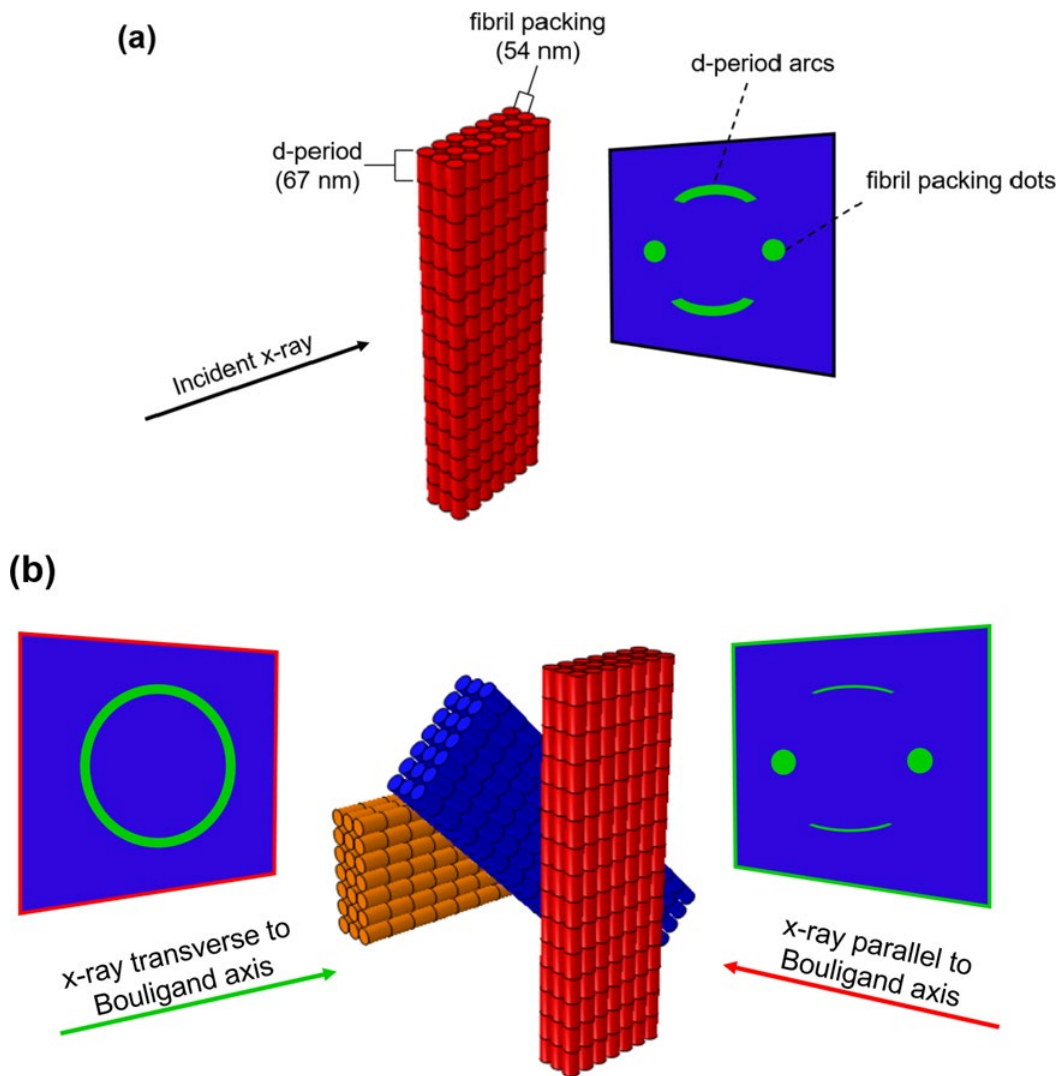 (a)
fibril packing
(54 nm)
d-period arcs
d-period
(67 nm)
fibril packing dots
Incident x-ray
(b)
x-ray transverse to
Bouligand axis
x-ray parallel to
Bouligand axis